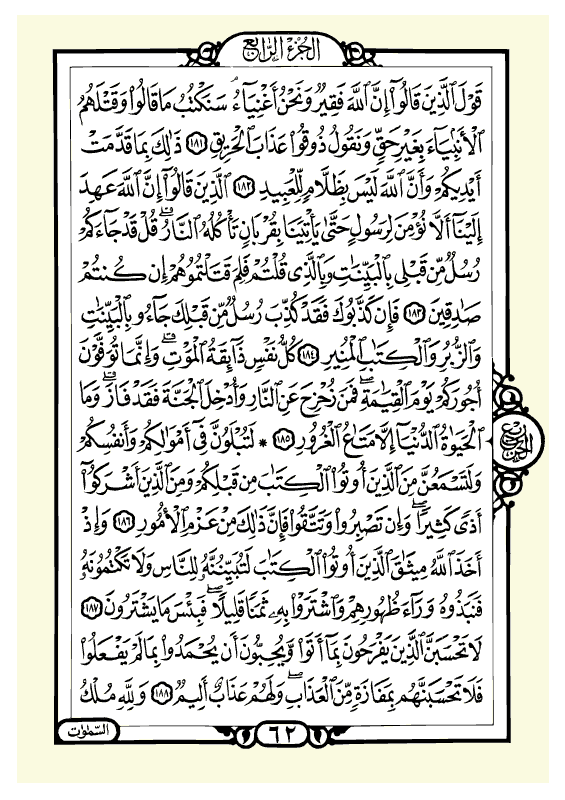 الجزء الرابع
قَوْلَ ٱلَّذِينَ قَالُوٓا۟ إِنَّ ٱللَّهَ فَقِيرٌ وَنَحْنُ أَغْنِيَآءُ ۘ سَنَكْتُبُ مَا قَالُوا۟ وَقَتْلَهُمُ
ٱلْأَنۢبِيَآءَ بِغَيْرِ حَقٍّ وَنَقُولُ ذُوقُوا۟ عَذَابَ ٱلْحَرِيقِ ﴿١٨١﴾ ذَٰلِكَ بِمَا قَدَّمَتْ
أَيْدِيكُمْ وَأَنَّ ٱللَّهَ لَيْسَ بِظَلَّامٍ لِّلْعَبِيدِ ﴿١٨٢﴾ ٱلَّذِينَ قَالُوٓا۟ إِنَّ ٱللَّهَ عَهِدَ
إِلَيْنَآ أَلَّا نُؤْمِنَ لِرَسُولٍ حَتَّىٰ يَأْتِيَنَا بِقُرْبَانٍ تَأْكُلُهُ ٱلنَّارُ ۗ قُلْ قَدْ جَآءَكُمْ
رُسُلٌ مِّن قَبْلِى بِٱلْبَيِّنَٰتِ وَبِٱلَّذِى قُلْتُمْ فَلِمَ قَتَلْتُمُوهُمْ إِن كُنتُمْ
صَٰدِقِينَ ﴿١٨٣﴾ فَإِن كَذَّبُوكَ فَقَدْ كُذِّبَ رُسُلٌ مِّن قَبْلِكَ جَآءُو بِٱلْبَيِّنَٰتِ
وَٱلزُّبُرِ وَٱلْكِتَٰبِ ٱلْمُنِيرِ ﴿١٨٤﴾ كُلُّ نَفْسٍ ذَآئِقَةُ ٱلْمَوْتِ ۗ وَإِنَّمَا تُوَفَّوْنَ
أُجُورَكُمْ يَوْمَ ٱلْقِيَٰمَةِ ۖ فَمَن زُحْزِحَ عَنِ ٱلنَّارِ وَأُدْخِلَ ٱلْجَنَّةَ فَقَدْ فَازَ ۗ وَمَا
ٱلْحَيَوٰةُ ٱلدُّنْيَآ إِلَّا مَتَٰعُ ٱلْغُرُورِ ﴿١٨٥﴾ * لَتُبْلَوُنَّ فِىٓ أَمْوَٰلِكُمْ وَأَنفُسِكُمْ
ربع الحزب
وَلَتَسْمَعُنَّ مِنَ ٱلَّذِينَ أُوتُوا۟ ٱلْكِتَٰبَ مِن قَبْلِكُمْ وَمِنَ ٱلَّذِينَ أَشْرَكُوٓا۟
أَذًى كَثِيرًا ۚ وَإِن تَصْبِرُوا۟ وَتَتَّقُوا۟ فَإِنَّ ذَٰلِكَ مِنْ عَزْمِ ٱلْأُمُورِ ﴿١٨٦﴾ وَإِذْ
أَخَذَ ٱللَّهُ مِيثَٰقَ ٱلَّذِينَ أُوتُوا۟ ٱلْكِتَٰبَ لَتُبَيِّنُنَّهُۥ لِلنَّاسِ وَلَا تَكْتُمُونَهُۥ
فَنَبَذُوهُ وَرَآءَ ظُهُورِهِمْ وَٱشْتَرَوْا۟ بِهِۦ ثَمَنًا قَلِيلًا ۖ فَبِئْسَ مَا يَشْتَرُونَ ﴿١٨٧﴾
لَا تَحْسَبَنَّ ٱلَّذِينَ يَفْرَحُونَ بِمَآ أَتَوا۟ وَّيُحِبُّونَ أَن يُحْمَدُوا۟ بِمَا لَمْ يَفْعَلُوا۟
فَلَا تَحْسَبَنَّهُم بِمَفَازَةٍ مِّنَ ٱلْعَذَابِ ۖ وَلَهُمْ عَذَابٌ أَلِيمٌ ﴿١٨٨﴾ وَلِلَّهِ مُلْكُ
٦٢
السَّمٰوٰت